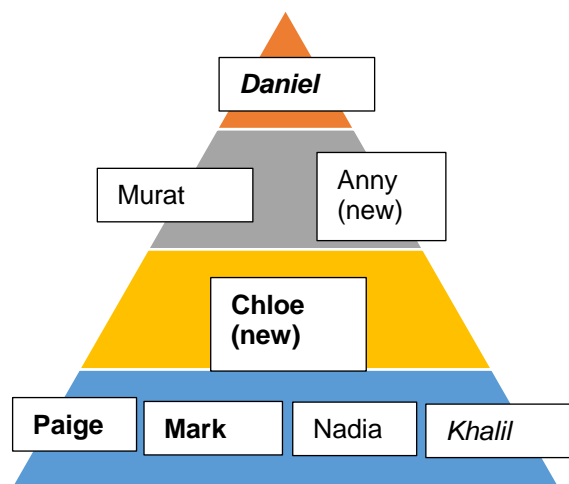 Daniel
Murat
Anny
(new)
Chloe
(new)
Paige
Mark
Nadia
Khalil